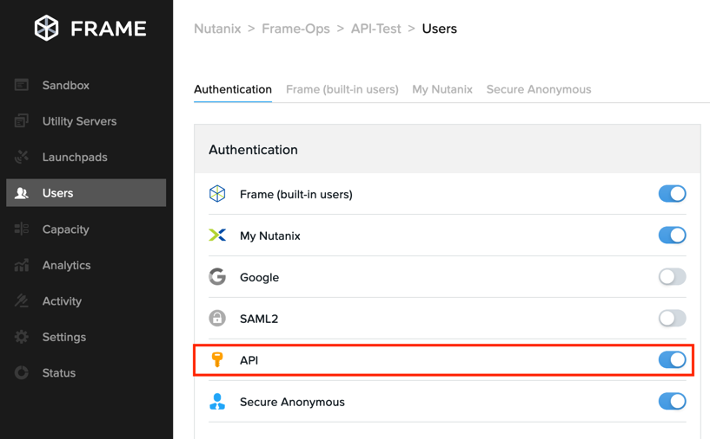 FRAME
Sandbox
Utility Servers
Launchpads
Users
Capacity
Analytics
Activity
Settings
Status
Nutanix > Frame-Ops > API-Test > Users
Authentication Frame (built-in users) My Nutanix Secure Anonymous
Authentication
Frame (built-in users)
My Nutanix
Google
SAML2
API
Secure Anonymous